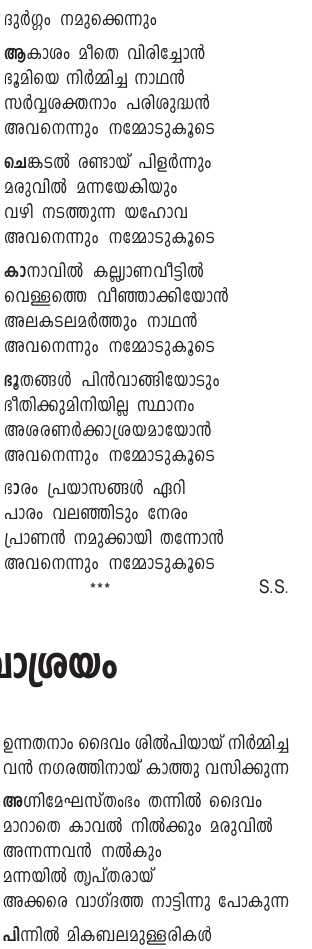 ദുർഗ്ഗം നമുക്കെന്നും
ആകാശം മീതെ വിരിച്ചോൻ
ഭൂമിയെ നിർമ്മിച്ച നാഥൻ
സർവ്വശക്തനാം പരിശുദ്ധൻ
അവനെന്നും നമ്മോടുകൂടെ
ചെങ്കടൽ രണ്ടായ് പിളർന്നും
മരുവിൽ മന്നയേകിയും
വഴി നടത്തുന്ന യഹോവ
അവനെന്നും നമ്മോടുകൂടെ
കാനാവിൽ കല്ല്യാണവീട്ടിൽ
വെള്ളത്തെ വീഞ്ഞാക്കിയോൻ
അലകടലമർത്തും നാഥൻ
അവനെന്നും നമ്മോടുകൂടെ
ഭൂതങ്ങൾ പിൻവാങ്ങിയോടും
ഭീതിക്കുമിനിയില്ല സ്ഥാനം
അശരണർക്കാശ്രയമായോൻ
അവനെന്നും നമ്മോടുകൂടെ
ഭാരം പ്രയാസങ്ങൾ ഏറി
പാരം വലഞ്ഞിടും നേരം
പ്രാണൻ നമുക്കായി തന്നോൻ
അവനെന്നും നമ്മോടുകൂടെ
*** S.S.
ാശ്രയം
ഉന്നതനാം ദൈവം ശിൽപിയായ് നിർമ്മിച്ച
വൻ നഗരത്തിനായ് കാത്തു വസിക്കുന്ന
അഗ്നിമേഘസ്തംഭം തന്നിൽ ദൈവം
മാറാതെ കാവൽ നിൽക്കും മരുവിൽ
അന്നന്നവൻ നൽകും
മന്നയിൽ തൃപ്തരായ്
അക്കരെ വാഗ്ദത്ത നാട്ടിന്നു പോകുന്ന
പിന്നിൽ മികബലമുള്ളരികൾ